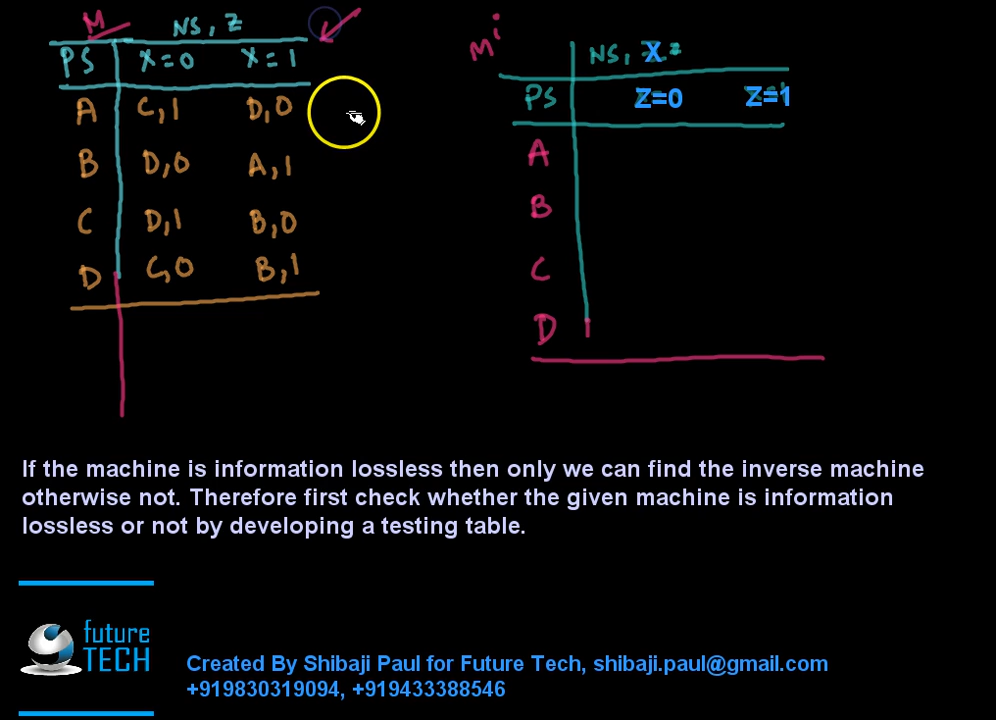 M NS, Z
PS X=0 X=1
A C,1 D,0
B D,0 A,1
C D,1 B,0
D C,0 B,1
Mi NS, X
PS Z=0 Z=1
A
B
C
D
If the machine is information lossless then only we can find the inverse machine
otherwise not. Therefore first check whether the given machine is information
lossless or not by developing a testing table.
future
TECH
Created By Shibaji Paul for Future Tech, shibaji.paul@gmail.com
+919830319094, +919433388546